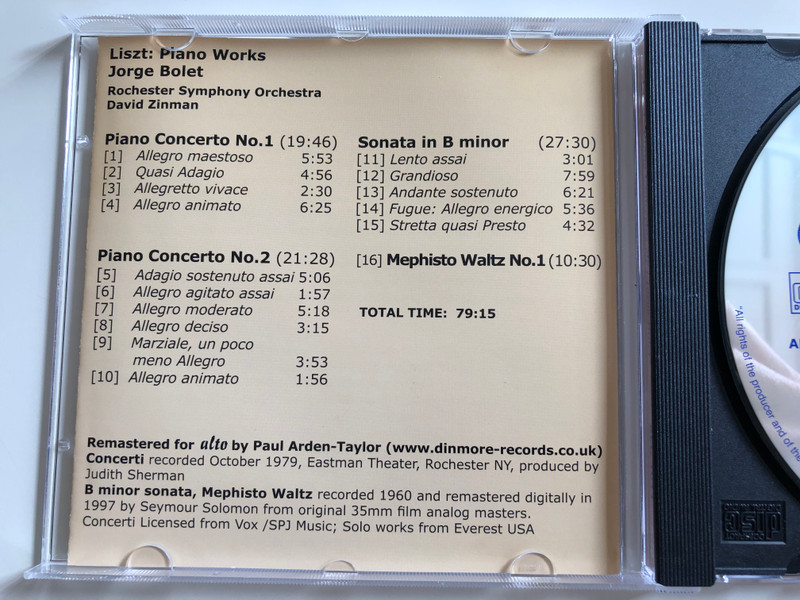 Liszt: Piano Works
Jorge Bolet
Rochester Symphony Orchestra
David Zinman
Piano Concerto No.1 (19:46)
[1] Allegro maestoso 5:53
[2] Quasi Adagio 4:56
[3] Allegretto vivace 2:30
[4] Allegro animato 6:25
Piano Concerto No.2 (21:28)
[5] Adagio sostenuto assai 5:06
[6] Allegro agitato assai 1:57
[7] Allegro moderato 5:18
[8] Allegro deciso 3:15
[9] Marziale, un poco
meno Allegro 3:53
[10] Allegro animato 1:56
Sonata in B minor (27:30)
[11] Lento assai 3:01
[12] Grandioso 7:59
[13] Andante sostenuto 6:21
[14] Fugue: Allegro energico 5:36
[15] Stretta quasi Presto 4:32
[16] Mephisto Waltz No.1 (10:30)
TOTAL TIME: 79:15
Remastered for alto by Paul Arden-Taylor (www.dinmore-records.co.uk)
Concerti recorded October 1979, Eastman Theater, Rochester NY, produced by
Judith Sherman
B minor sonata, Mephisto Waltz recorded 1960 and remastered digitally in
1997 by Seymour Solomon from original 35mm film analog masters.
Concerti Licensed from Vox /SPJ Music; Solo works from Everest USA
"All rights of the producer and of the
disc